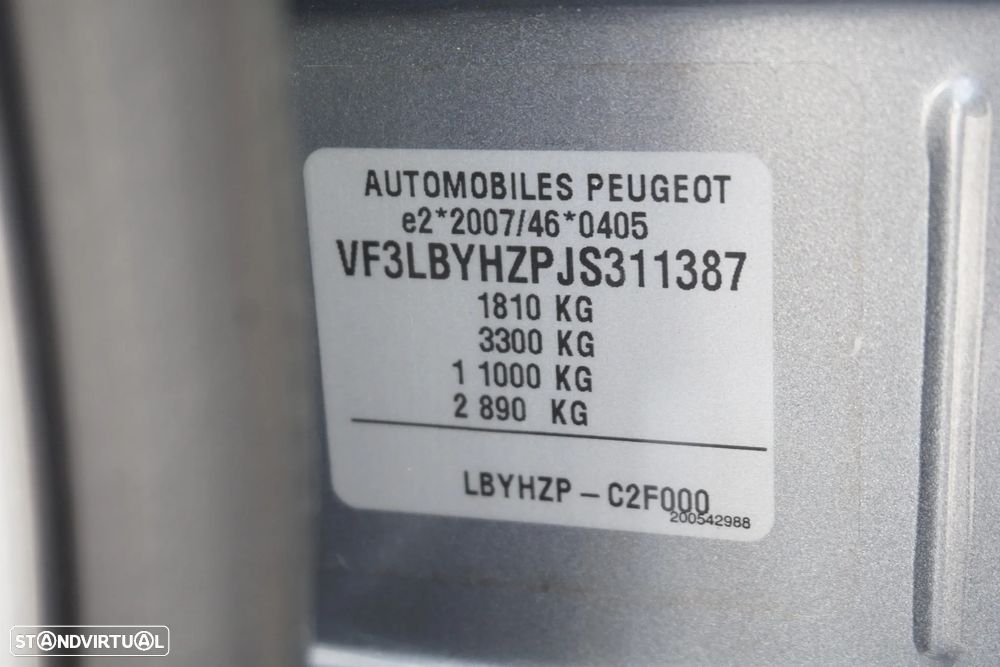 AUTOMOBILES PEUGEOT
e2*2007/46*0405
VF3LBYHZPJS311387
1810 KG
3300 KG
1 1000 KG
2 890 KG
LBYHZP - C2F000
200542988
STANDVIRTUAL